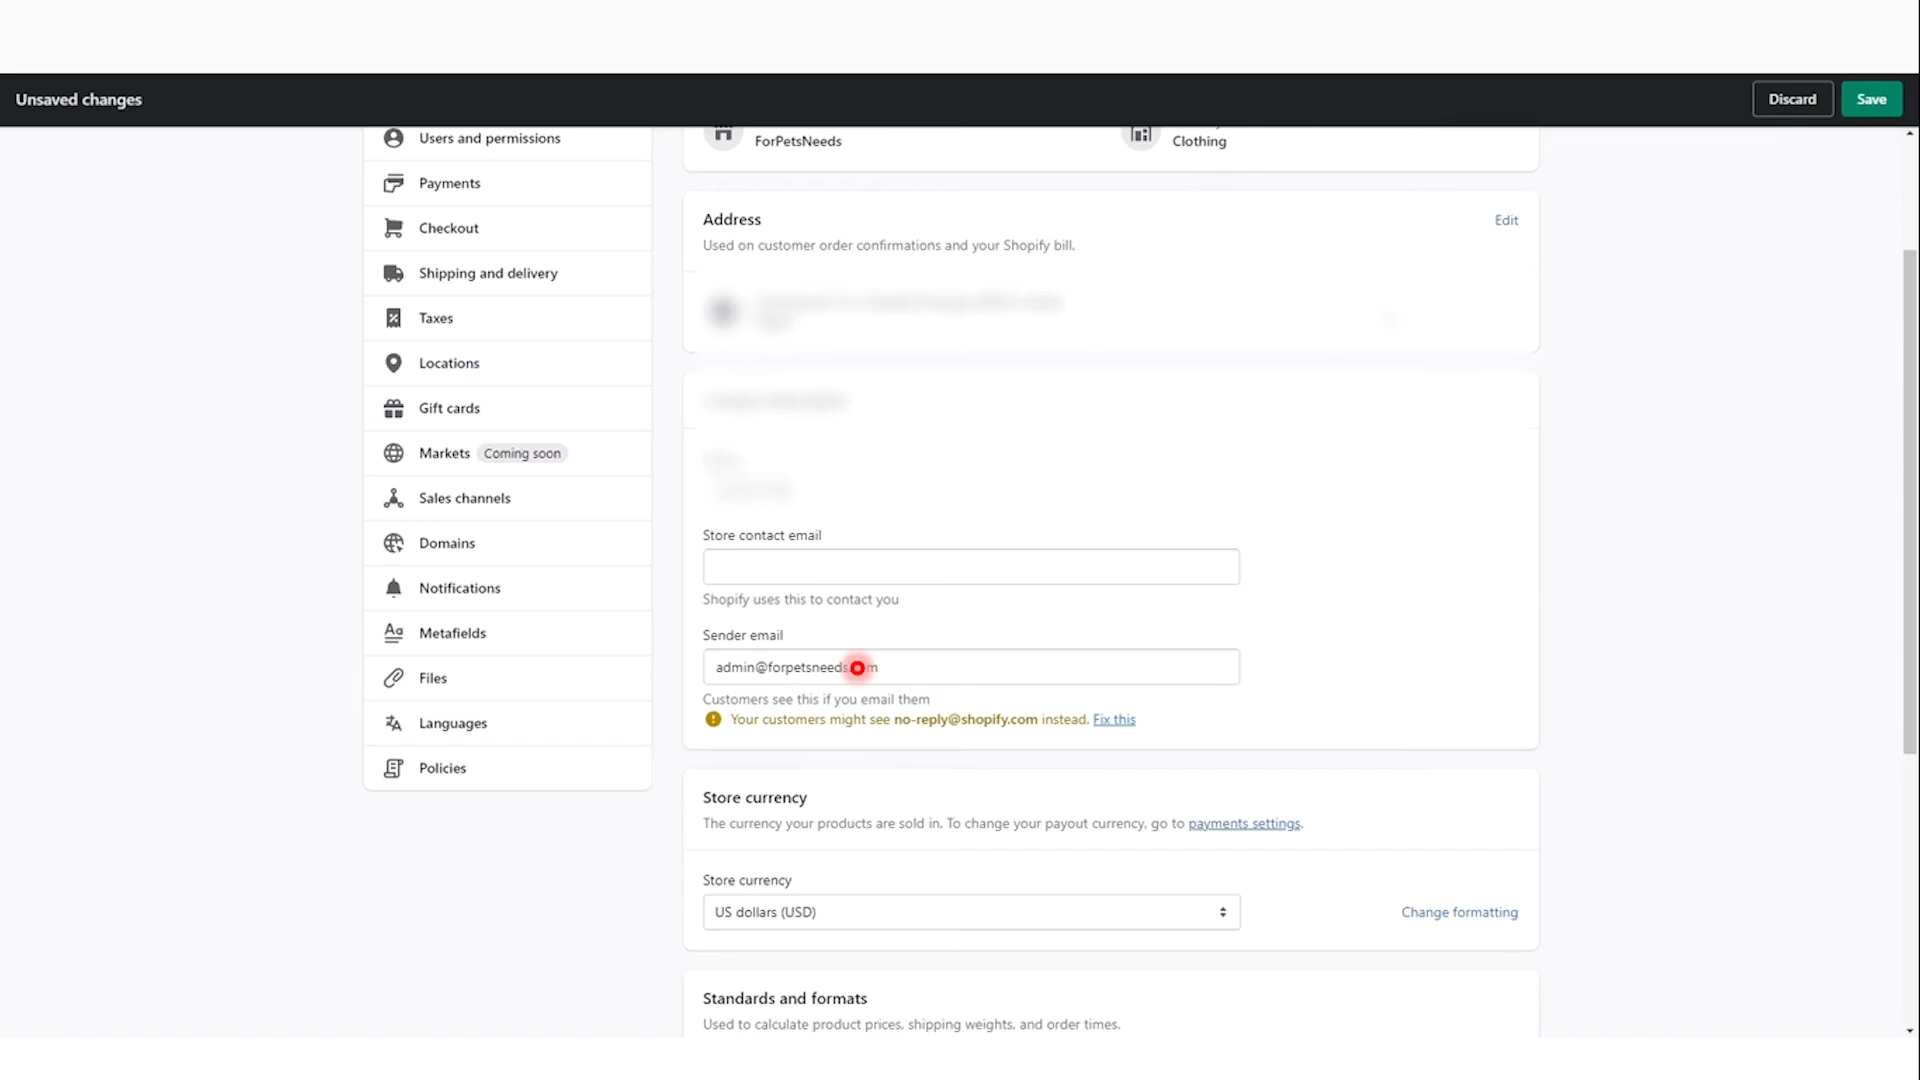 Unsaved changes
Discard
Save
Users and permissions
Payments
Checkout
Shipping and delivery
Taxes
Locations
Gift cards
Markets Coming soon
Sales channels
Domains
Notifications
Metafields
Files
Languages
Policies
ForPetsNeeds
Clothing
Address
Edit
Used on customer order confirmations and your Shopify bill.
Store contact email
Shopify uses this to contact you
Sender email
admin@forpetsneeds
Customers see this if you email them
Your customers might see no-reply@shopify.com instead. Fix this
Store currency
The currency your products are sold in. To change your payout currency, go to payments settings.
Store currency
US dollars (USD)
Change formatting
Standards and formats
Used to calculate product prices, shipping weights, and order times.